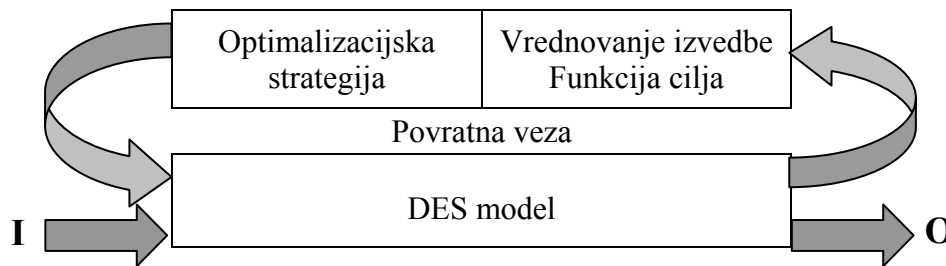 Optimalizacijska
strategija
Vrednovanje izvedbe
Funkcija cilja
Povratna veza
DES model
I
O